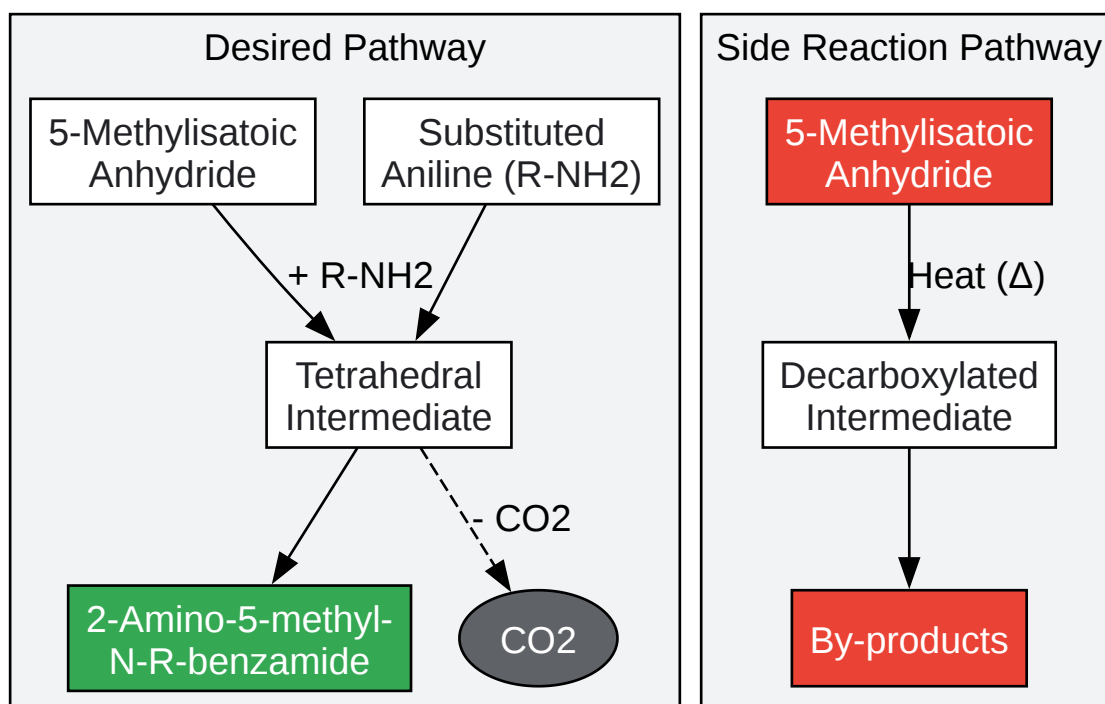 Desired Pathway
5-Methylisatoic
Anhydride
Substituted
Aniline (R-NH2)
+ R-NH2
Tetrahedral
Intermediate
- CO2
2-Amino-5-methyl-
N-R-benzamide
CO2
Side Reaction Pathway
5-Methylisatoic
Anhydride
Heat (Δ)
Decarboxylated
Intermediate
By-products